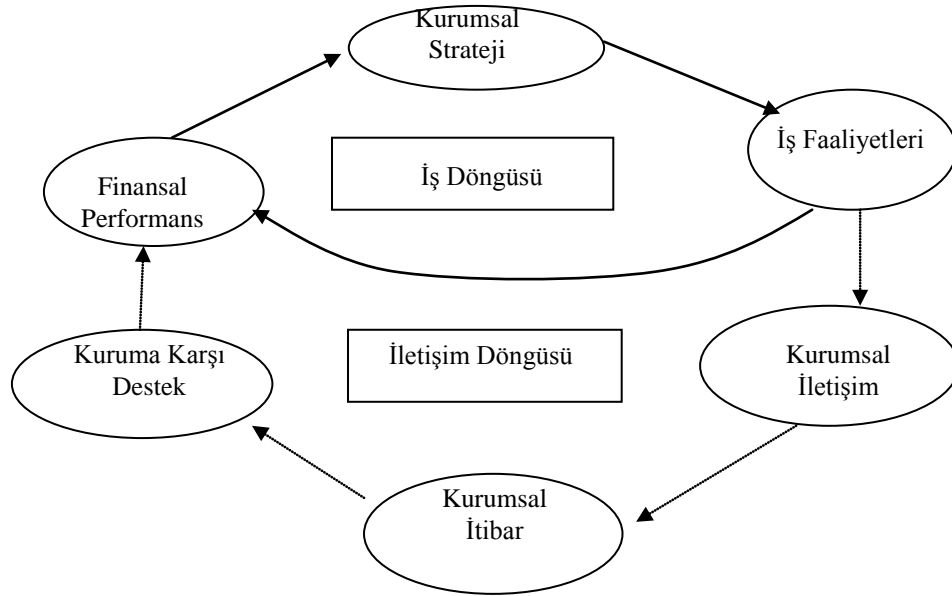 Kurumsal
Strateji
İş Faaliyetleri
İş Döngüsü
Finansal
Performans
Kuruma Karşı
Destek
İletişim Döngüsü
Kurumsal
İletişim
Kurumsal
İtibar